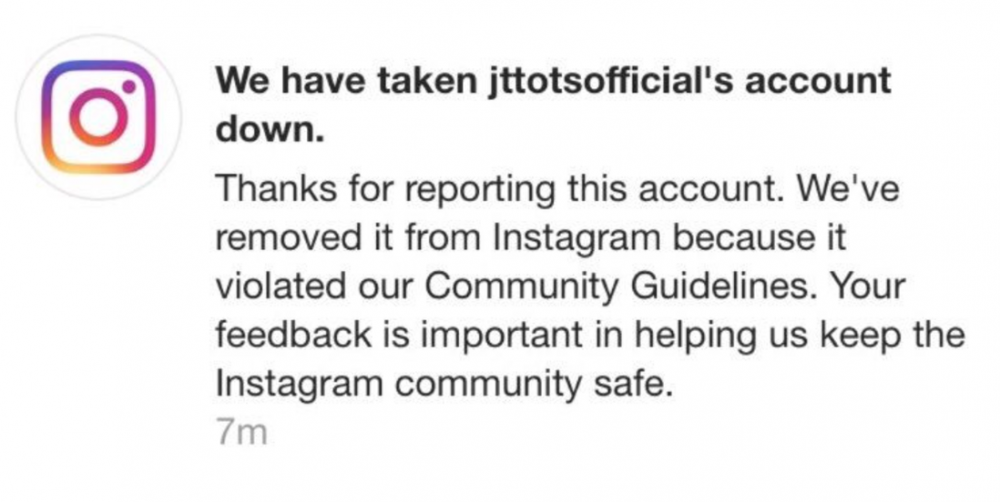 We have taken jttotsofficial's account
down.
Thanks for reporting this account. We've
removed it from Instagram because it
violated our Community Guidelines. Your
feedback is important in helping us keep the
Instagram community safe.
7m